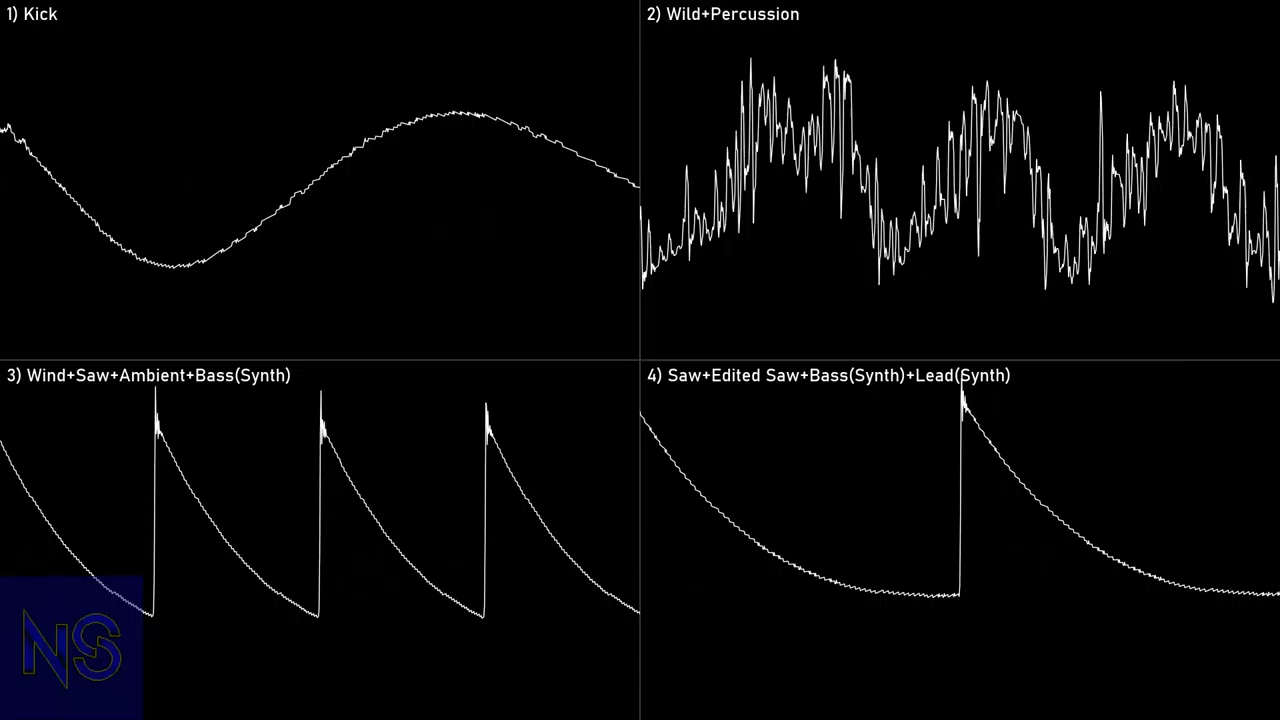 1) Kick
2) Wild+Percussion
3) Wind+Saw+Ambient+Bass(Synth)
4) Saw+Edited Saw+Bass(Synth)+Lead(Synth)
NS